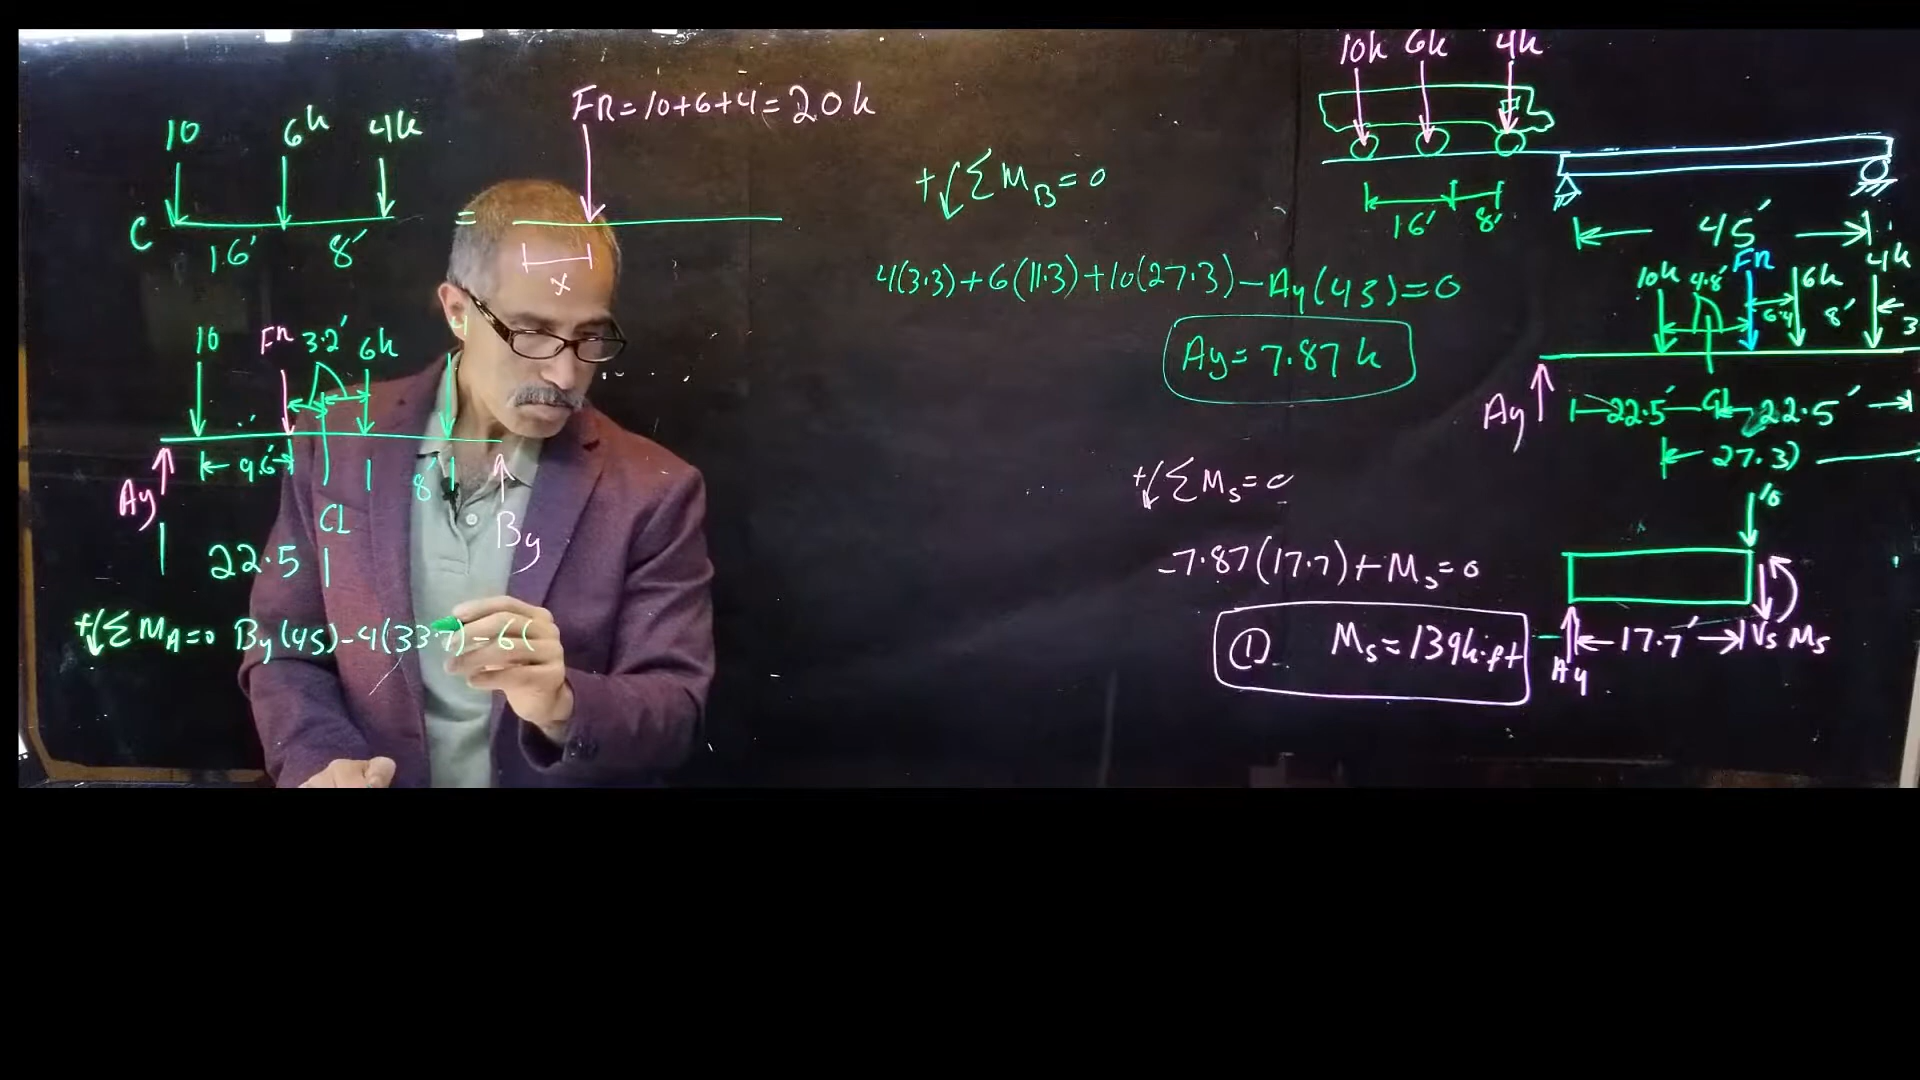 10 6k 4k
C 16' 8'
=
FR=10+6+4=20k
x
10 FR 3.2' 6k 4
9.6' 8'
Ay By
CL
22.5
+ΣMA=0 By(45)-4(33.7)-6(
+ΣMB=0
4(3.3)+6(11.3)+10(27.3)-Ay(45)=0
Ay=7.87 k
+ΣMs=0
-7.87(17.7)+Ms=0
① Ms=139k.ft
10k 6k 4k
16' 8'
45'
10k 4.8' FR 6k 4k
6.4 8' 3
Ay
22.5' CL 22.5'
27.3
10
17.7' Vs Ms
Ay